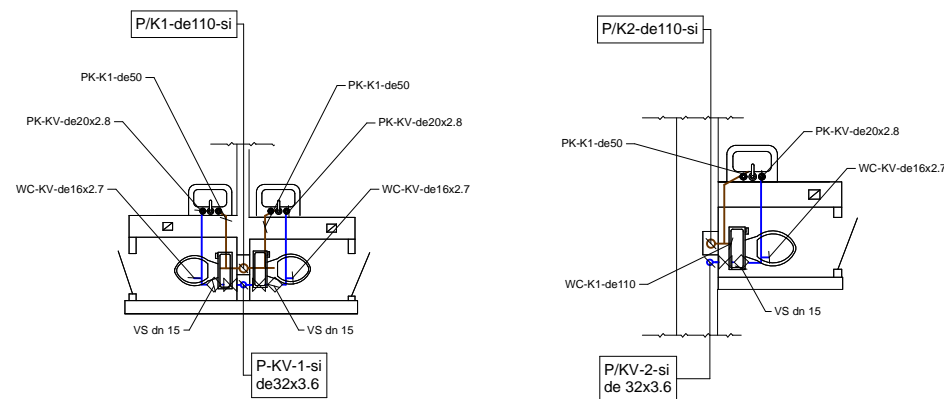 P/K1-de110-si
PK-K1-de50
PK-K1-de50
PK-KV-de20x2.8
PK-KV-de20x2.8
WC-KV-de16x2.7
WC-KV-de16x2.7
VS dn 15
VS dn 15
P-KV-1-si
de32x3.6
P/K2-de110-si
PK-KV-de20x2.8
PK-K1-de50
WC-KV-de16x2.7
WC-K1-de110
VS dn 15
P/KV-2-si
de 32x3.6